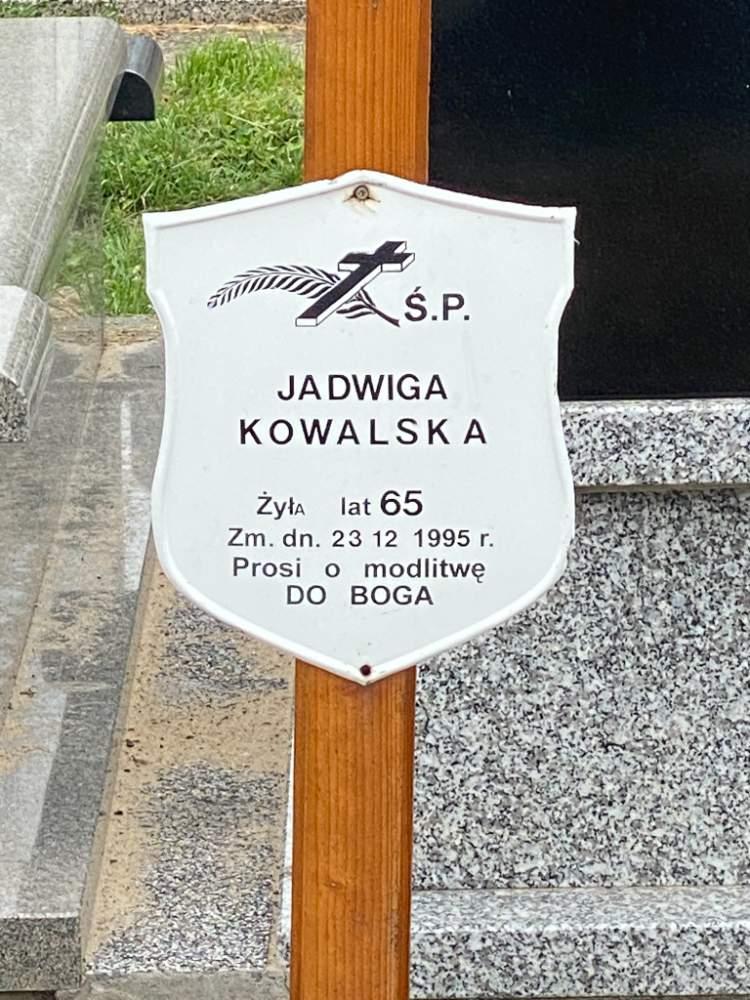 Ś.P.
JADWIGA
KOWALSKA
ŻyłA lat 65
Zm. dn. 23 12 1995 r.
Prosi o modlitwę
DO BOGA